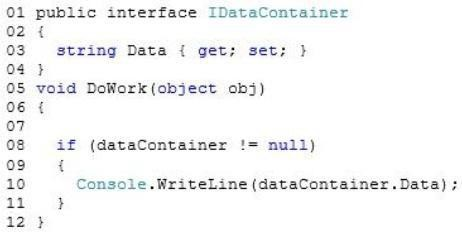 01 public interface IDataContainer
02 {
03   string Data { get; set; }
04 }
05 void DoWork(object obj)
06 {
07
08   if (dataContainer != null)
09   {
10     Console.WriteLine(dataContainer.Data);
11   }
12 }